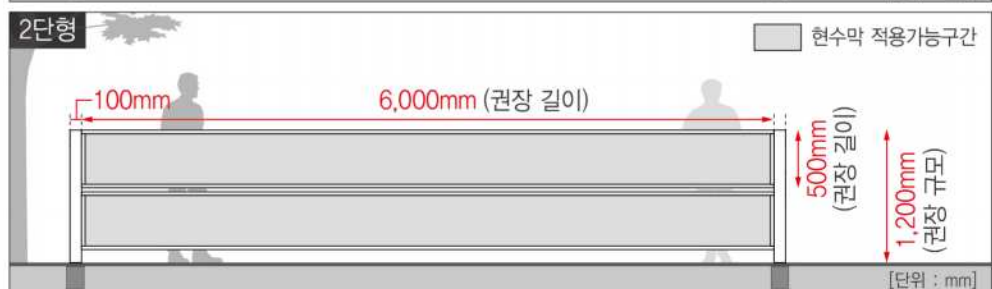 2단형
현수막 적용가능구간
100mm
6,000mm (권장 길이)
500mm
(권장 길이)
1,200mm
(권장 규모)
[단위 : mm]